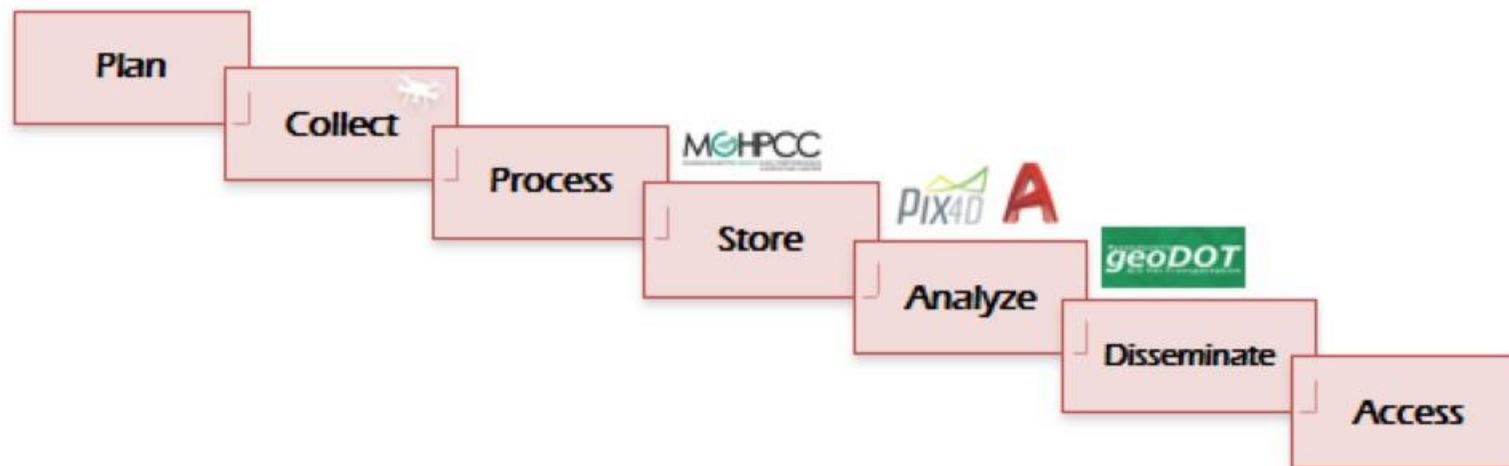 Plan
Collect
Process
MGHPCC
Store
PIX4D
A
Analyze
geoDOT
Disseminate
Access